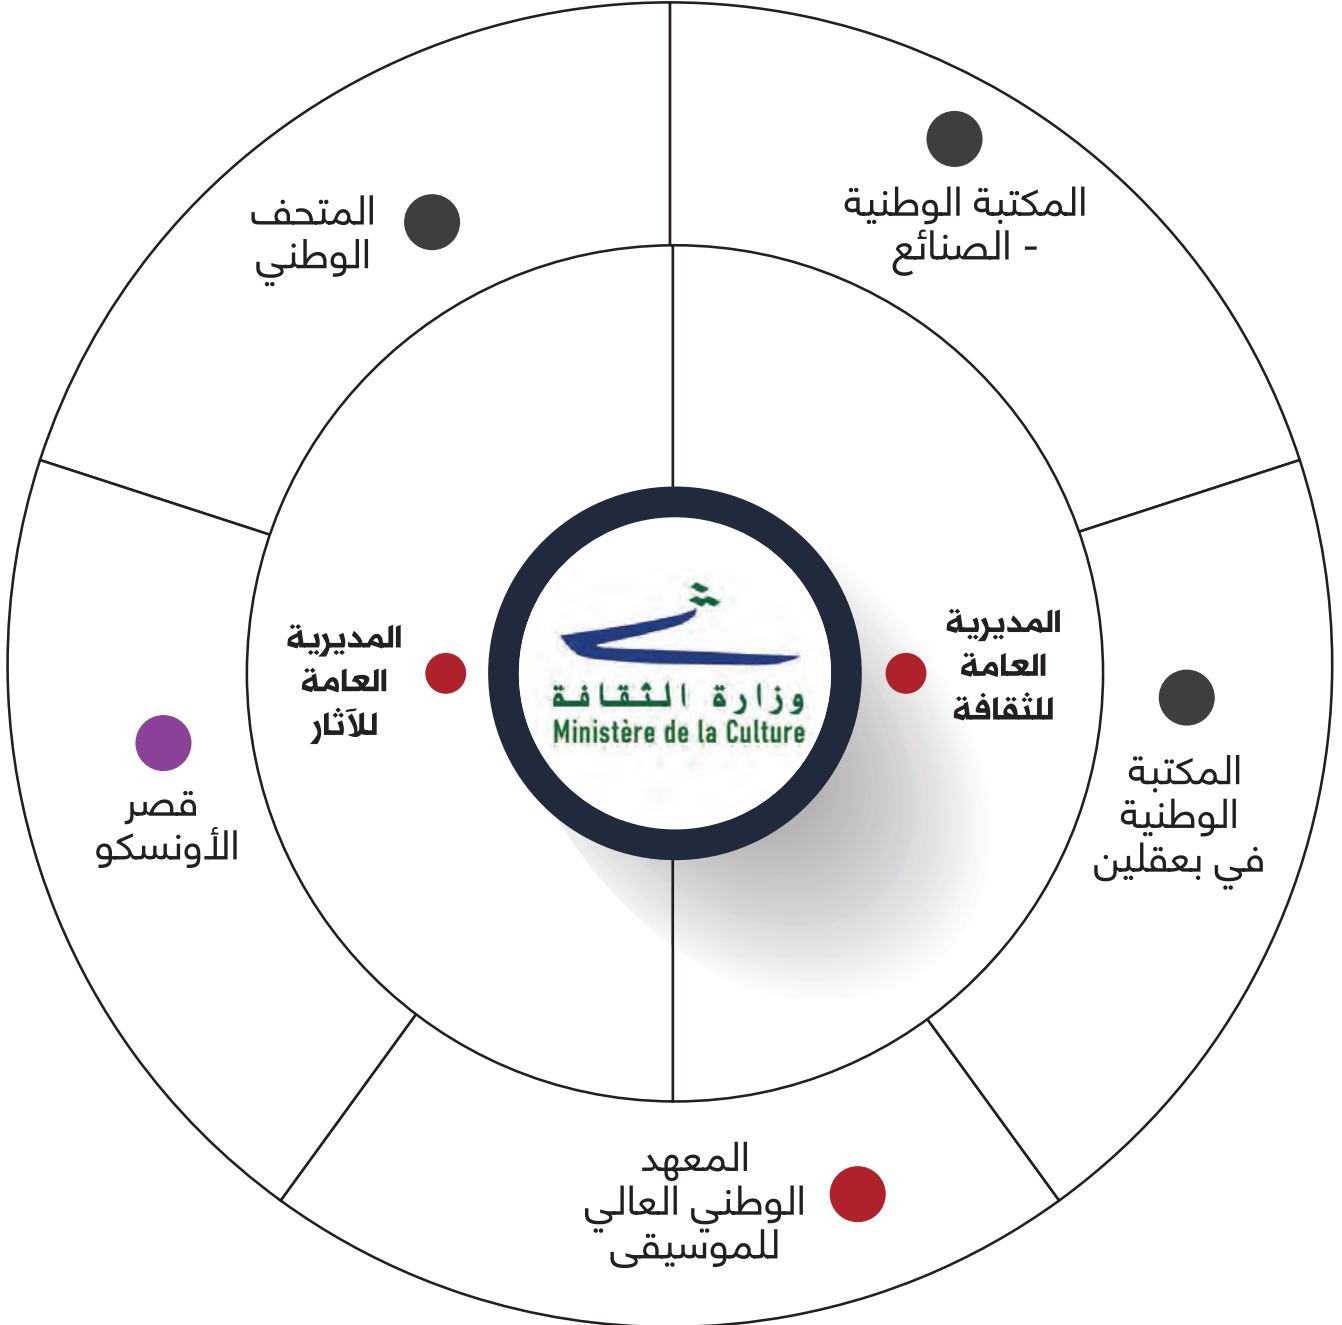 المكتبة الوطنية
- الصنائع
المتحف
الوطني
المديرية
العامة
للثقافة
المديرية
العامة
للآثار
وزارة الثقافة
Ministère de la Culture
المكتبة
الوطنية
في بعقلين
قصر
الأونسكو
المعهد
الوطني العالي
للموسيقى